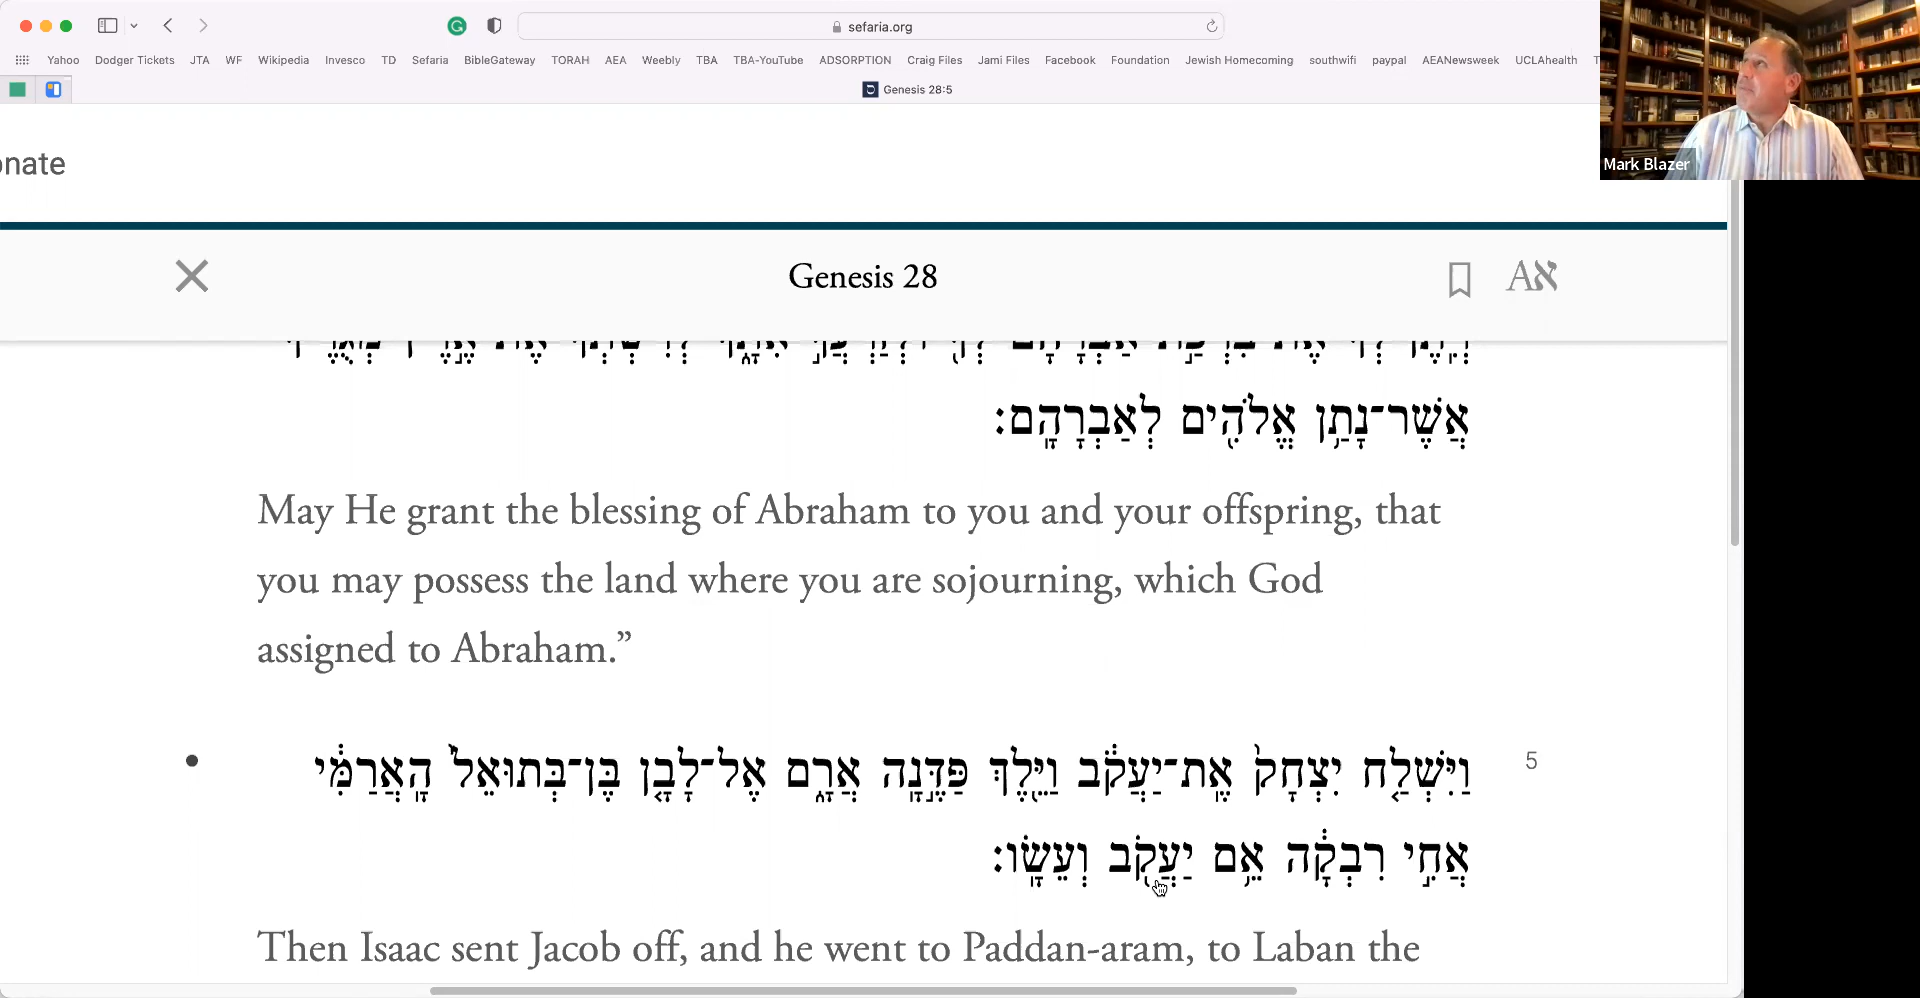 sefaria.org
Yahoo Dodger Tickets JTA WF Wikipedia Invesco TD Sefaria BibleGateway TORAH AEA Weebly TBA TBA-YouTube ADSORPTION Craig Files Jami Files Facebook Foundation Jewish Homecoming southwifi paypal AEANewsweek UCLAhealth
Genesis 28:5
Mark Blazer
onate
Genesis 28
אֲשֶׁר־נָתַ֥ן אֱלֹהִ֖ים לְאַבְרָהָֽם׃
May He grant the blessing of Abraham to you and your offspring, that
you may possess the land where you are sojourning, which God
assigned to Abraham.”
5
וַיִּשְׁלַ֤ח יִצְחָק֙ אֶֽת־יַעֲקֹ֔ב וַיֵּ֖לֶךְ פַּדֶּ֣נָֽה אֲרָ֑ם אֶל־לָבָ֤ן בֶּן־בְּתוּאֵל֙ הָֽאֲרַמִּ֔י
אֲחִ֣י רִבְקָ֔ה אֵ֥ם יַעֲקֹ֖ב וְעֵשָֽׂו׃
Then Isaac sent Jacob off, and he went to Paddan-aram, to Laban the